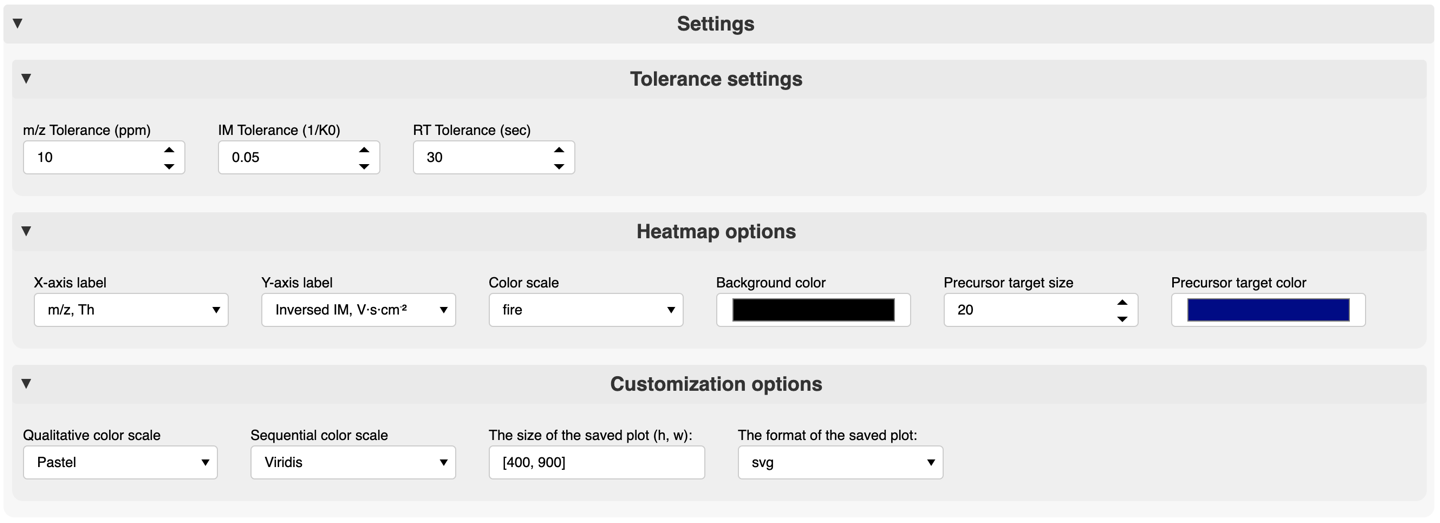 Settings
Tolerance settings
m/z Tolerance (ppm) IM Tolerance (1/K0) RT Tolerance (sec)
10 0.05 30
Heatmap options
X-axis label Y-axis label Color scale Background color Precursor target size Precursor target color
m/z, Th Inversed IM, V·s·cm⁻² fire 20
Customization options
Qualitative color scale Sequential color scale The size of the saved plot (h, w): The format of the saved plot:
Pastel Viridis [400, 900] svg